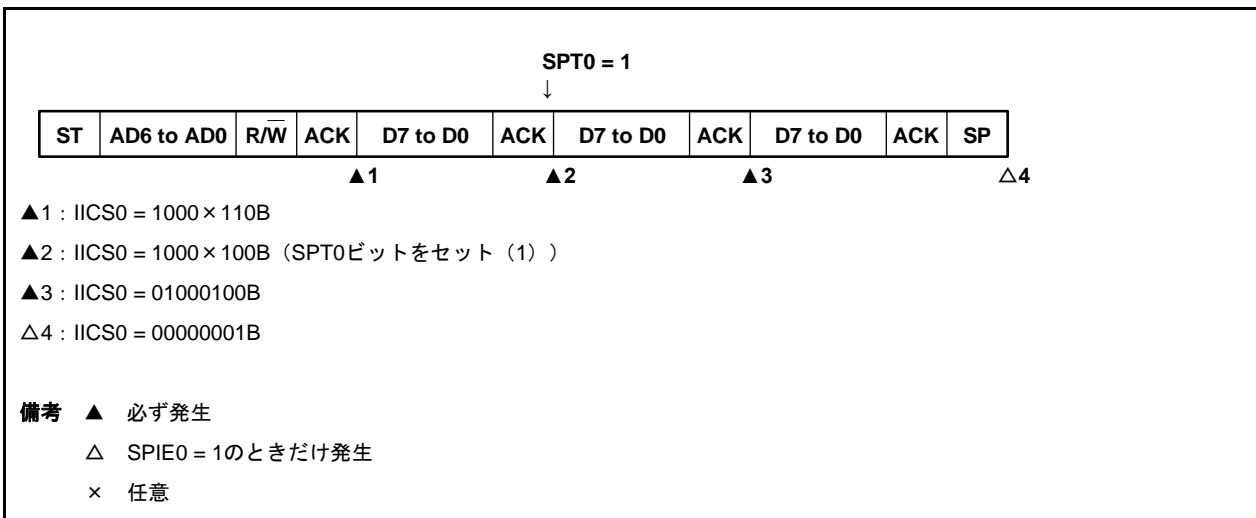 SPT0 = 1
↓
ST AD6 to AD0 R/W̅ ACK D7 to D0 ACK D7 to D0 ACK D7 to D0 ACK SP
▲1 ▲2 ▲3 △4
▲1：IICS0 = 1000×110B
▲2：IICS0 = 1000×100B（SPT0ビットをセット（1））
▲3：IICS0 = 01000100B
△4：IICS0 = 00000001B
備考 ▲ 必ず発生
△ SPIE0 = 1のときだけ発生
× 任意